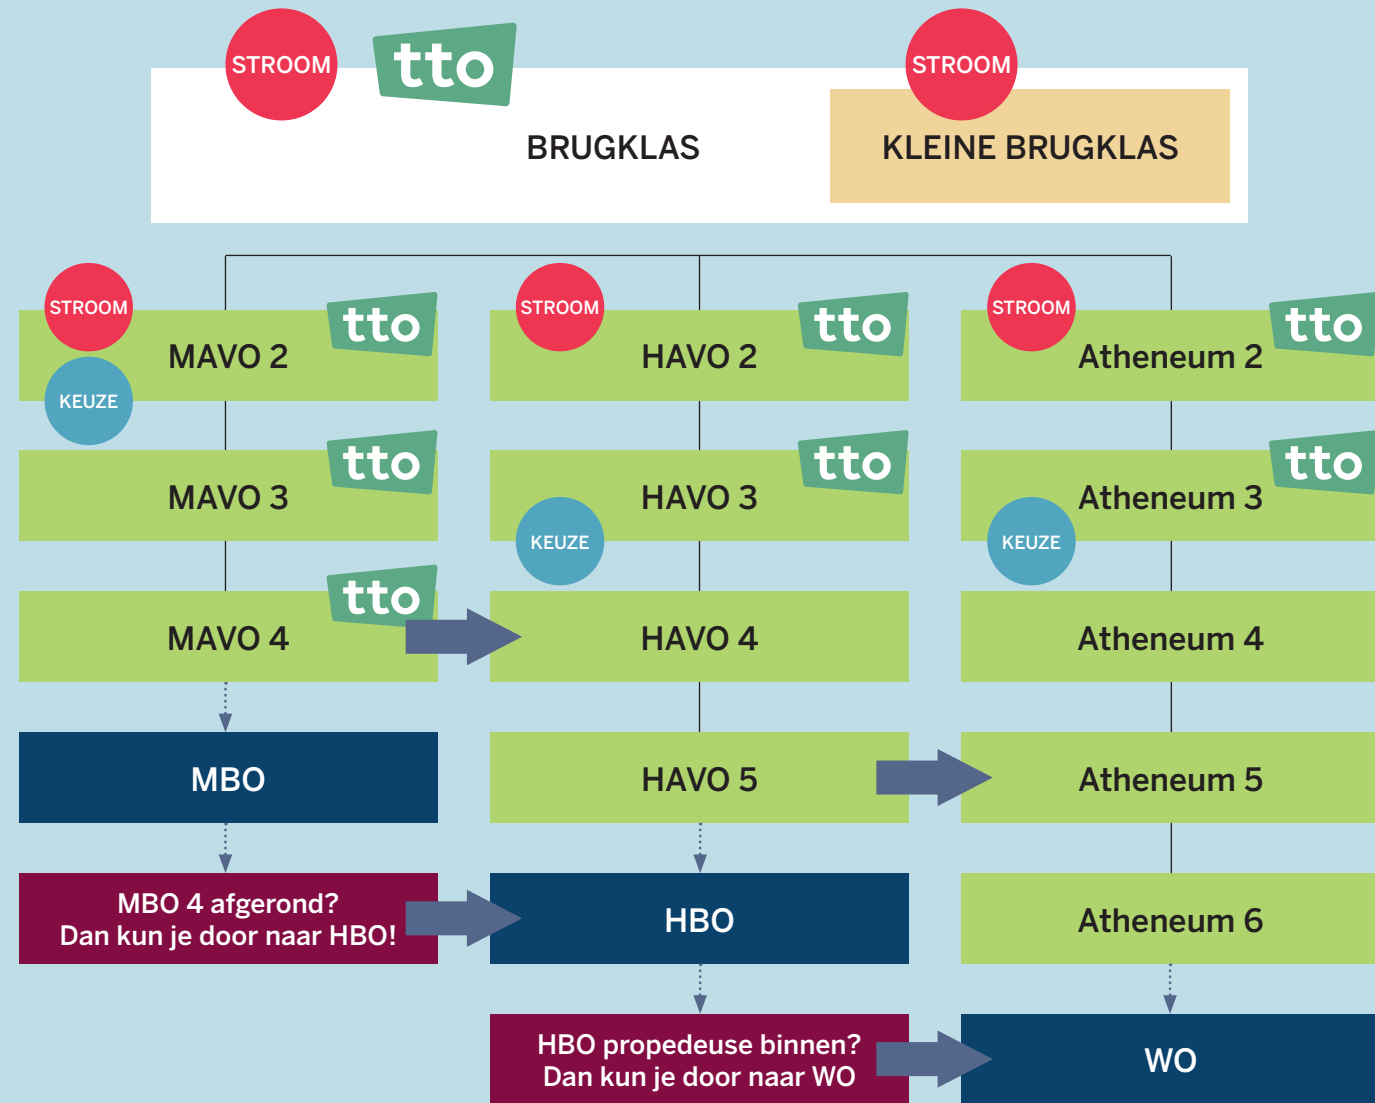 STROOM
tto
STROOM
BRUGKLAS
KLEINE BRUGKLAS
STROOM
tto
MAVO 2
KEUZE
STROOM
tto
HAVO 2
STROOM
tto
Atheneum 2
tto
MAVO 3
tto
HAVO 3
KEUZE
tto
Atheneum 3
KEUZE
tto
MAVO 4
HAVO 4
Atheneum 4
MBO
HAVO 5
Atheneum 5
MBO 4 afgerond?
Dan kun je door naar HBO!
HBO
Atheneum 6
HBO propedeuse binnen?
Dan kun je door naar WO
WO